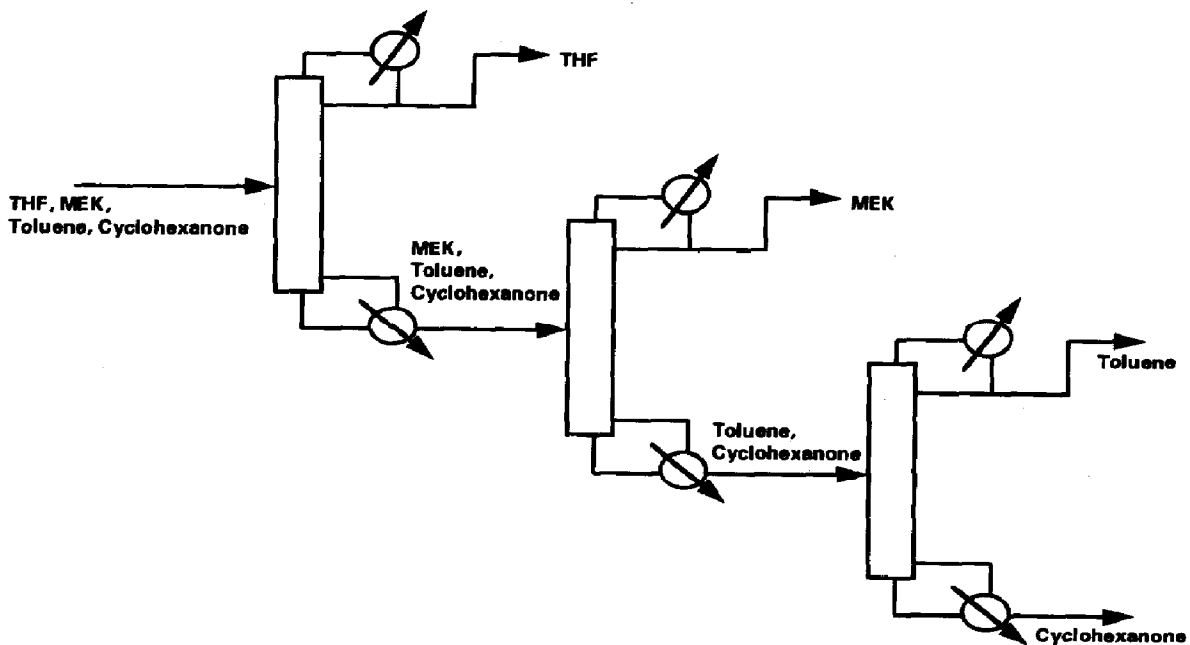 THF
THF, MEK,
Toluene, Cyclohexanone
MEK
MEK,
Toluene,
Cyclohexanone
Toluene
Toluene,
Cyclohexanone
Cyclohexanone